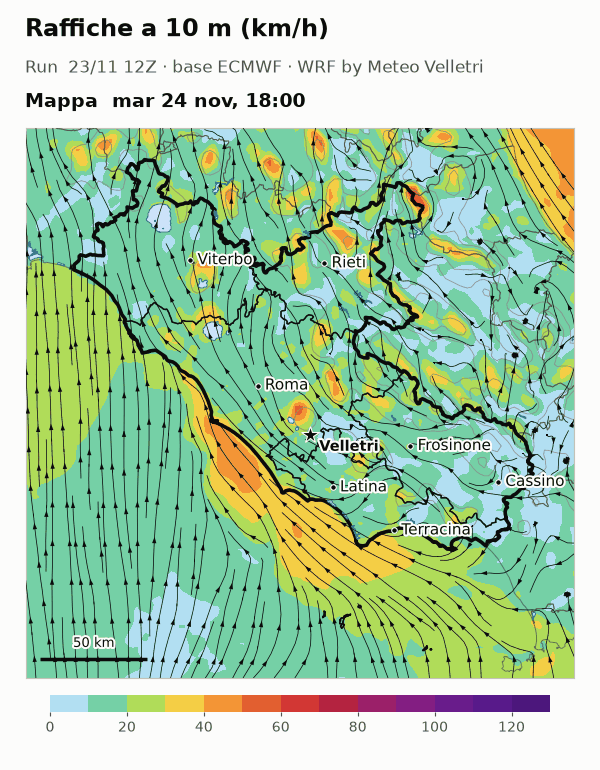 Raffiche a 10 m (km/h)
Run 23/11 12Z · base ECMWF · WRF by Meteo Velletri
Mappa mar 24 nov, 18:00
Viterbo
Rieti
Roma
Velletri
Frosinone
Cassino
Latina
Terracina
50 km
0 20 40 60 80 100 120